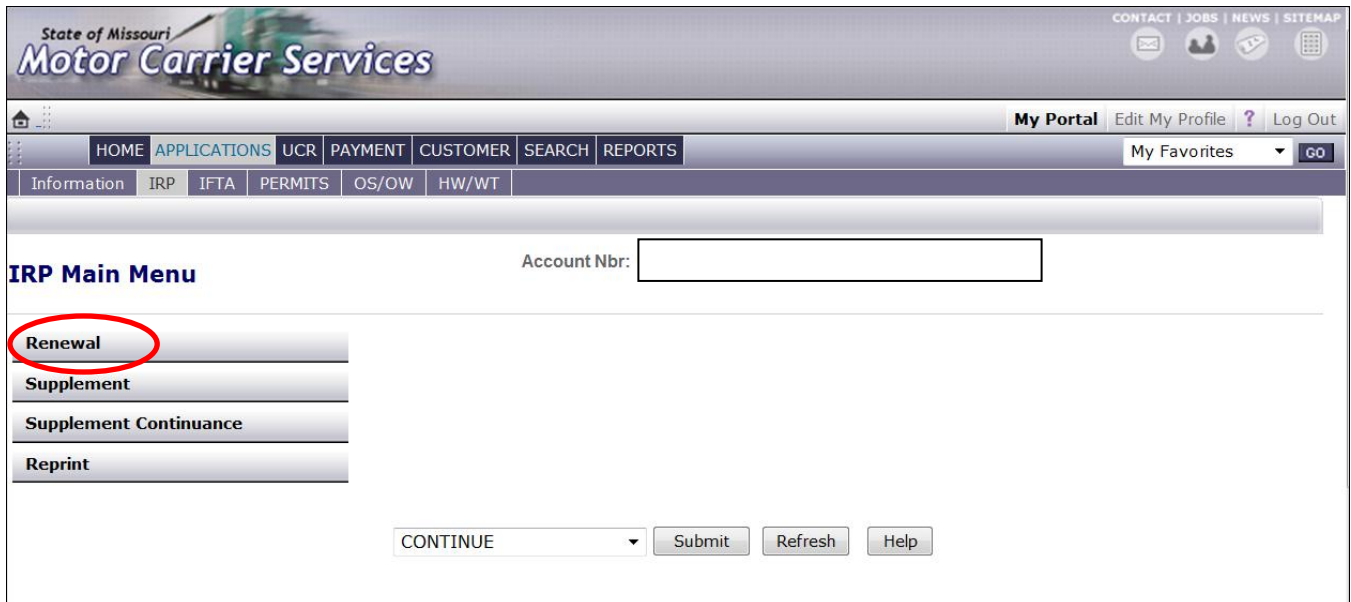 CONTACT | JOBS | NEWS | SITEMAP
State of Missouri
Motor Carrier Services
My Portal Edit My Profile ? Log Out
HOME APPLICATIONS UCR PAYMENT CUSTOMER SEARCH REPORTS My Favorites GO
Information IRP IFTA PERMITS OS/OW HW/WT
IRP Main Menu Account Nbr:
Renewal
Supplement
Supplement Continuance
Reprint
CONTINUE Submit Refresh Help